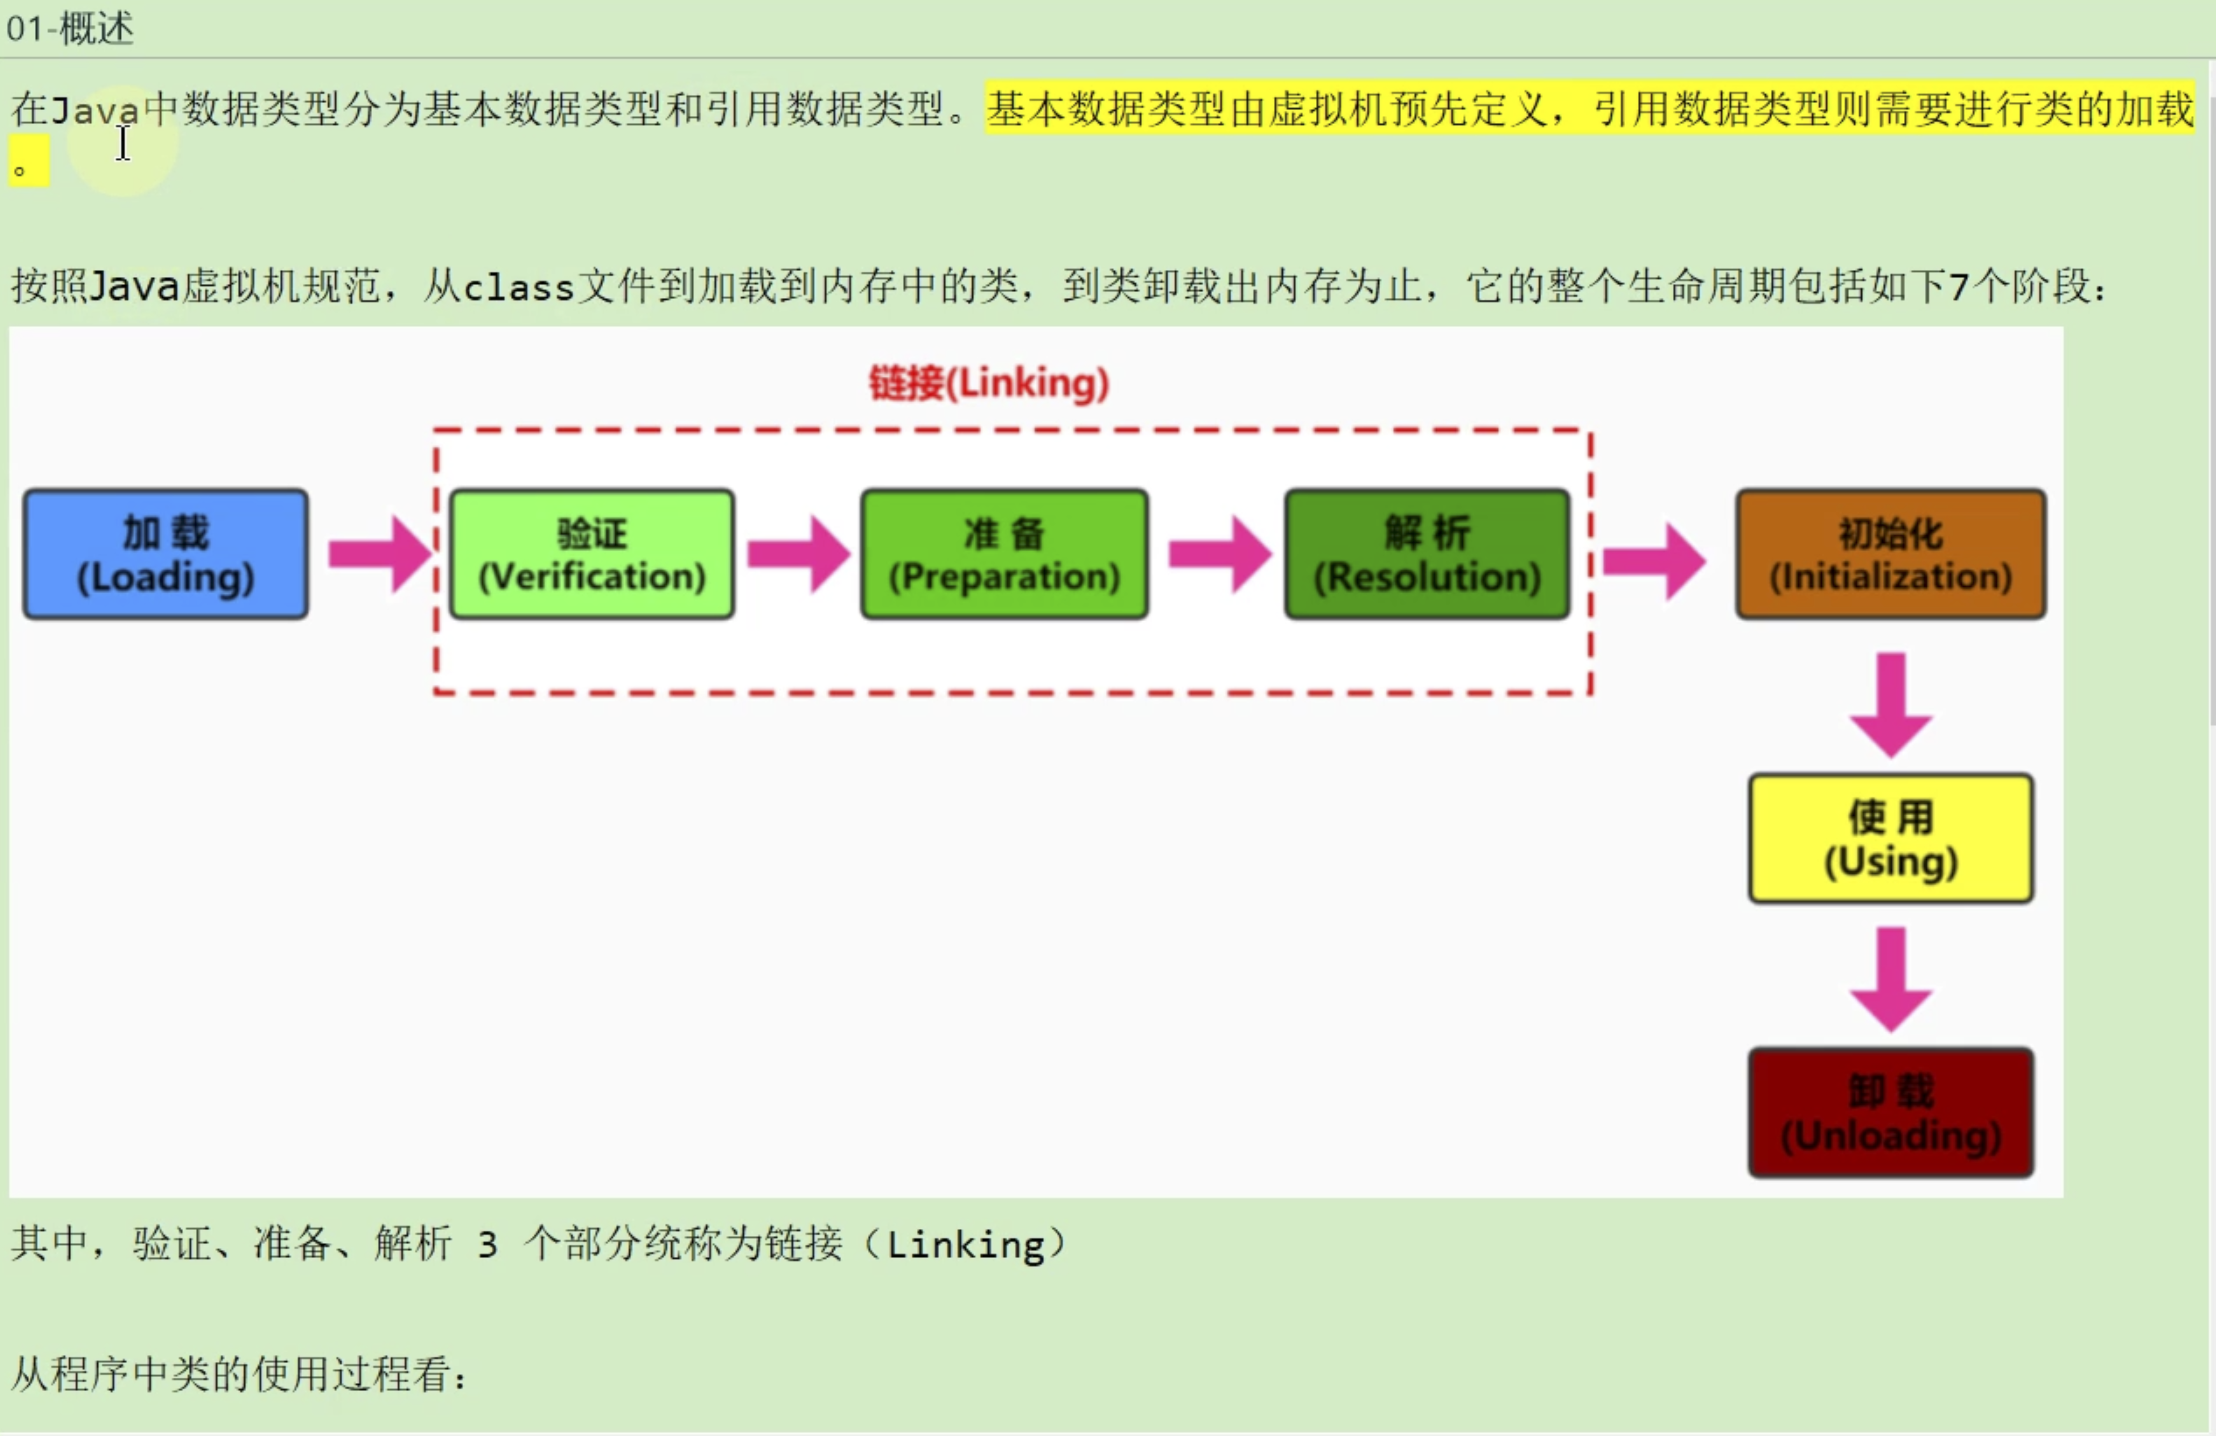 01-概述
在Java中数据类型分为基本数据类型和引用数据类型。基本数据类型由虚拟机预先定义，引用数据类型则需要进行类的加载
。
按照Java虚拟机规范，从class文件到加载到内存中的类，到类卸载出内存为止，它的整个生命周期包括如下7个阶段：
链接(Linking)
加 载
(Loading)
验证
(Verification)
准 备
(Preparation)
解 析
(Resolution)
初始化
(Initialization)
使 用
(Using)
卸 载
(Unloading)
其中，验证、准备、解析 3 个部分统称为链接（Linking）
从程序中类的使用过程看：